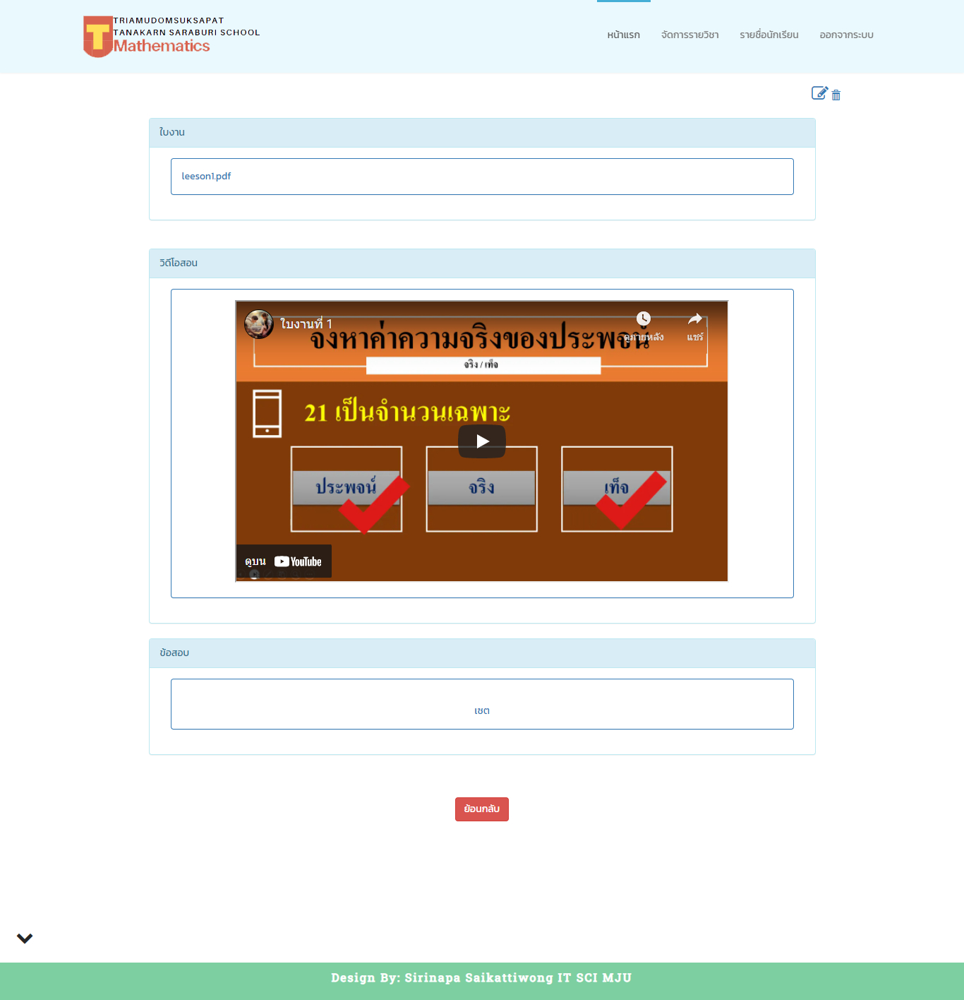 TRIAMUDOMSUKSAPAT
TANAKARN SARABURI SCHOOL
Mathematics
หน้าแรก จัดการรายวิชา รายชื่อนักเรียน ออกจากระบบ
ใบงาน
leeson1.pdf
วิดีโอสอน
ใบงานที่ 1
ดูภายหลัง แชร์
จงหาค่าความจริงของประพจน์
จริง / เท็จ
21 เป็นจำนวนเฉพาะ
ประพจน์ จริง เท็จ
ดูบน YouTube
ข้อสอบ
เซต
ย้อนกลับ
Design By: Sirinapa Saikattiwong IT SCI MJU